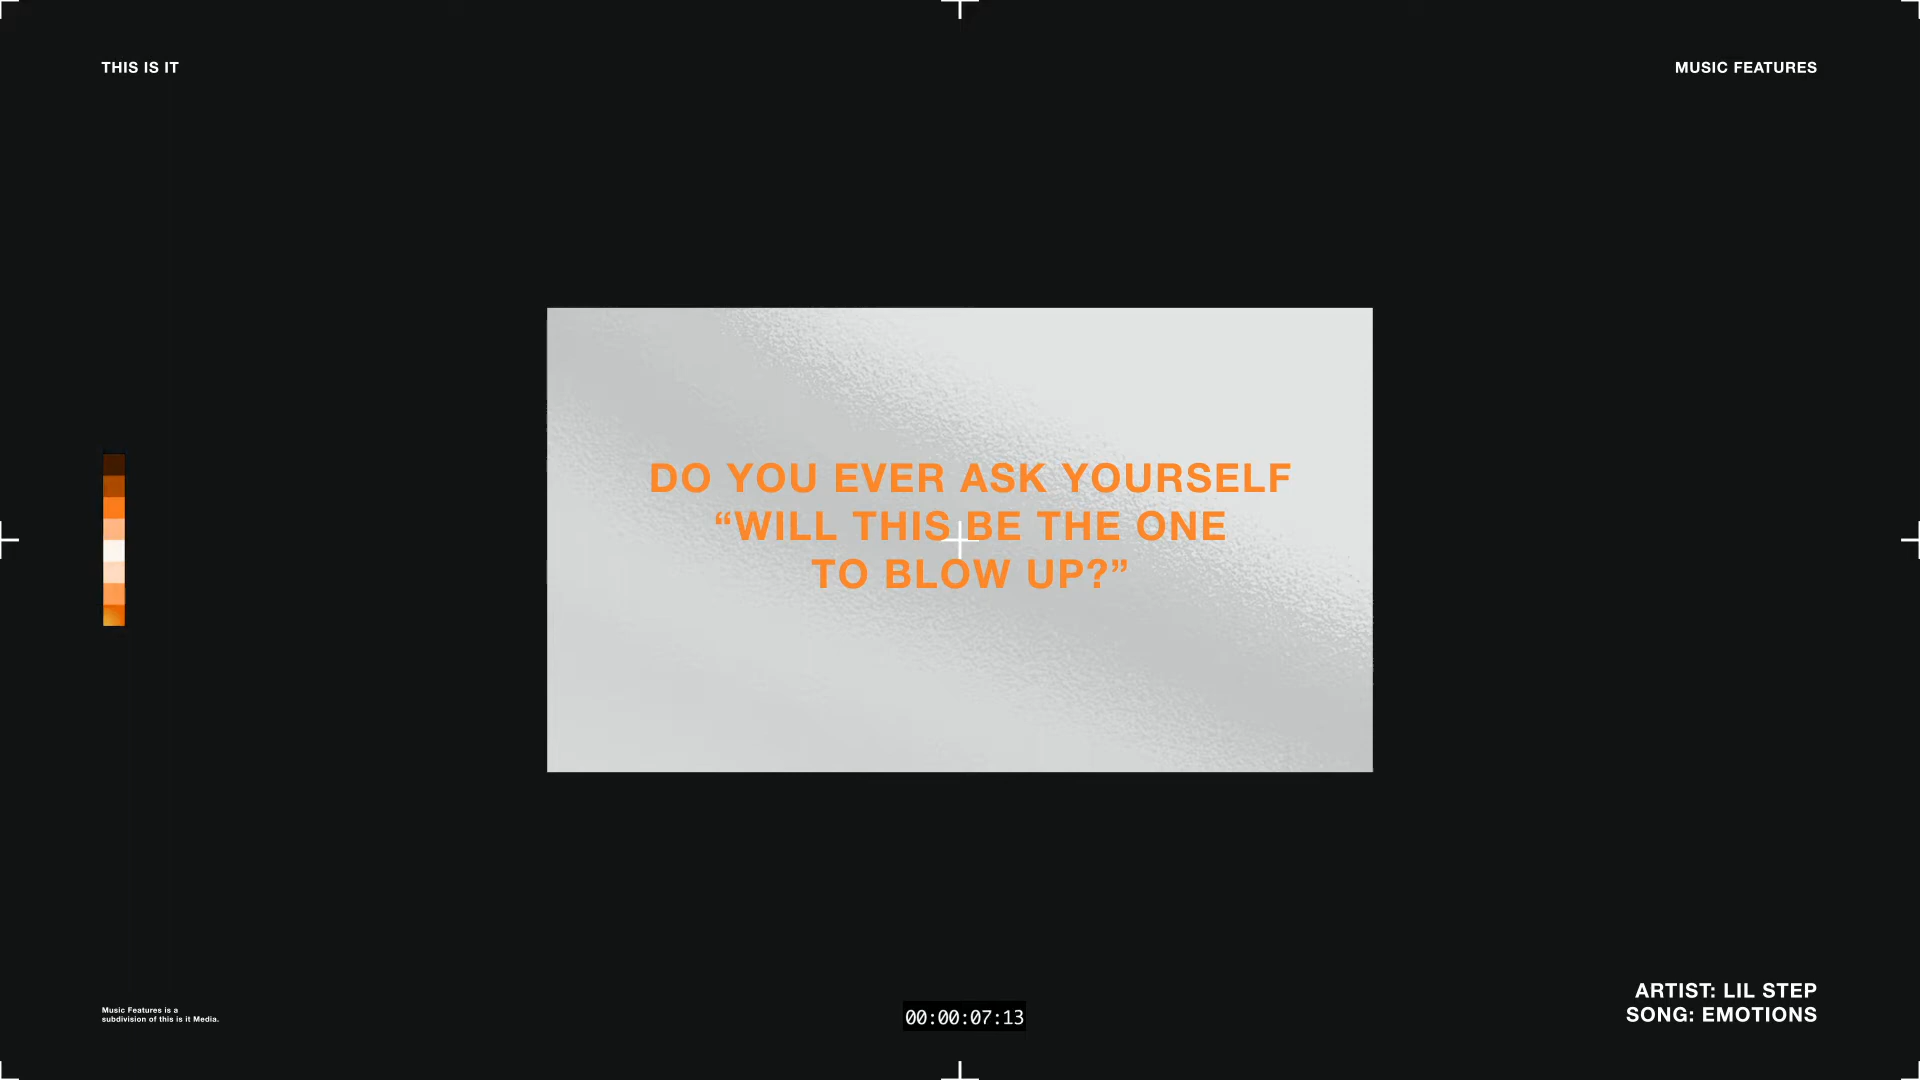 THIS IS IT
MUSIC FEATURES
DO YOU EVER ASK YOURSELF
“WILL THIS BE THE ONE
TO BLOW UP?”
Music Features is a
subdivision of this is it Media.
00:00:07:13
ARTIST: LIL STEP
SONG: EMOTIONS